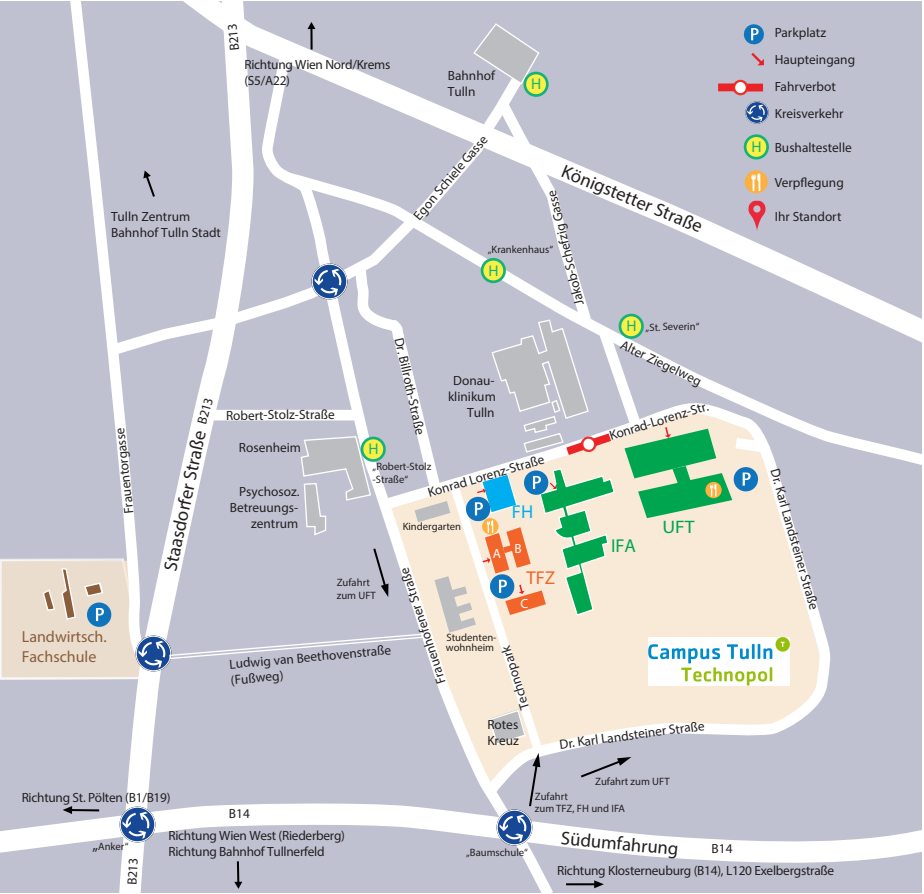 B213
Richtung Wien Nord/Krems
(S5/A22)
Bahnhof
Tulln
H
P
Parkplatz
Haupteingang
Fahrverbot
Kreisverkehr
H
Bushaltestelle
Verpflegung
Ihr Standort
Egon Schiele Gasse
Königstetter Straße
Tulln Zentrum
Bahnhof Tulln Stadt
Jakob-Schefzig Gasse
„Krankenhaus“
H
H
„St. Severin“
Alter Ziegelweg
Dr. Billroth-Straße
Donau-
klinikum
Tulln
B213
Robert-Stolz-Straße
Frauentorgasse
Staasdorfer Straße
Rosenheim
H
„Robert-Stolz
-Straße“
Konrad-Lorenz-Str.
Konrad Lorenz-Straße
Psychosoz.
Betreuungs-
zentrum
Kindergarten
P
P
FH
P
UFT
IFA
A
B
TFZ
P
C
Dr. Karl Landsteiner Straße
Zufahrt
zum UFT
Frauenhofener Straße
Studenten-
wohnheim
Technopark
P
Landwirtsch.
Fachschule
Ludwig van Beethovenstraße
(Fußweg)
Campus Tulln
T
Technopol
Rotes
Kreuz
Dr. Karl Landsteiner Straße
Zufahrt zum UFT
Zufahrt
zum TFZ, FH und IFA
Richtung St. Pölten (B1/B19)
B14
„Anker“
Richtung Wien West (Riederberg)
Richtung Bahnhof Tullnerfeld
B213
„Baumschule“
Südumfahrung
B14
Richtung Klosterneuburg (B14), L120 Exelbergstraße